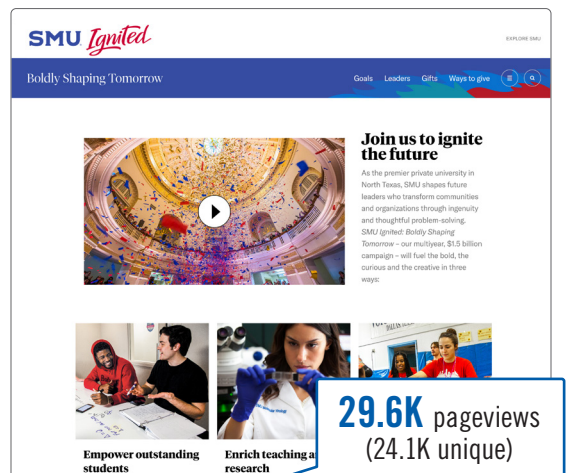 SMU Ignited
EXPLORE SMU
Boldly Shaping Tomorrow
Goals Leaders Gifts Ways to give
Join us to ignite
the future
As the premier private university in
North Texas, SMU shapes future
leaders who transform communities
and organizations through ingenuity
and thoughtful problem-solving.
SMU Ignited: Boldly Shaping
Tomorrow – our multiyear, $1.5 billion
campaign – will fuel the bold, the
curious and the creative in three
ways:
Empower outstanding
students
Enrich teaching a
research
29.6K pageviews
(24.1K unique)